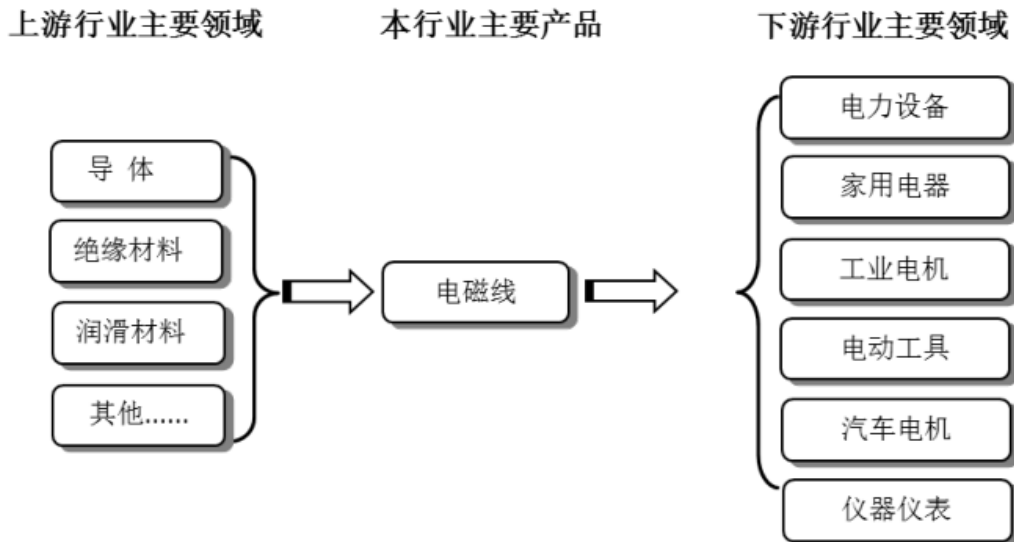 上游行业主要领域
本行业主要产品
下游行业主要领域
导 体
绝缘材料
润滑材料
其他……
电磁线
电力设备
家用电器
工业电机
电动工具
汽车电机
仪器仪表